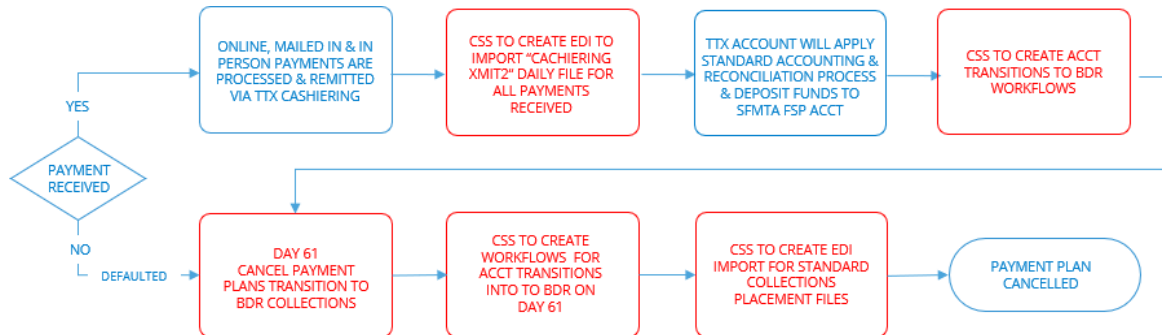 ONLINE, MAILED IN & IN
PERSON PAYMENTS ARE
PROCESSED & REMITTED
VIA TTX CASHIERING
CSS TO CREATE EDI TO
IMPORT “CACHIERING
XMIT2” DAILY FILE FOR
ALL PAYMENTS
RECEIVED
TTX ACCOUNT WILL APPLY
STANDARD ACCOUNTING &
RECONCILIATION PROCESS
& DEPOSIT FUNDS TO
SFMTA FSP ACCT
CSS TO CREATE ACCT
TRANSITIONS TO BDR
WORKFLOWS
YES
PAYMENT
RECEIVED
NO
DEFAULTED
DAY 61
CANCEL PAYMENT
PLANS TRANSITION TO
BDR COLLECTIONS
CSS TO CREATE
WORKFLOWS FOR
ACCT TRANSITIONS
INTO TO BDR ON
DAY 61
CSS TO CREATE EDI
IMPORT FOR STANDARD
COLLECTIONS
PLACEMENT FILES
PAYMENT PLAN
CANCELLED